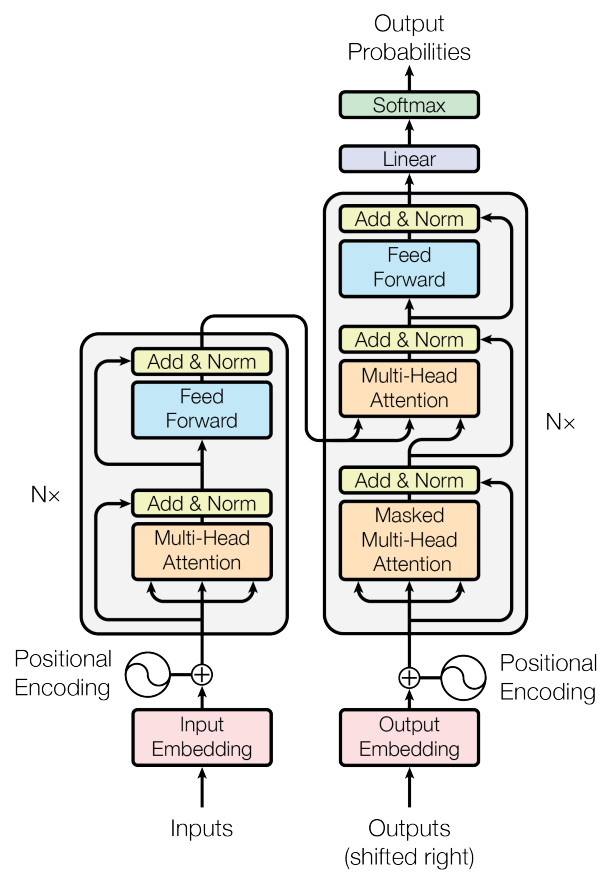 Output
Probabilities
Softmax
Linear
Add & Norm
Feed
Forward
Add & Norm
Multi-Head
Attention
Add & Norm
Masked
Multi-Head
Attention
N×
Add & Norm
Feed
Forward
Add & Norm
Multi-Head
Attention
N×
Positional
Encoding
Positional
Encoding
Input
Embedding
Output
Embedding
Inputs
Outputs
(shifted right)